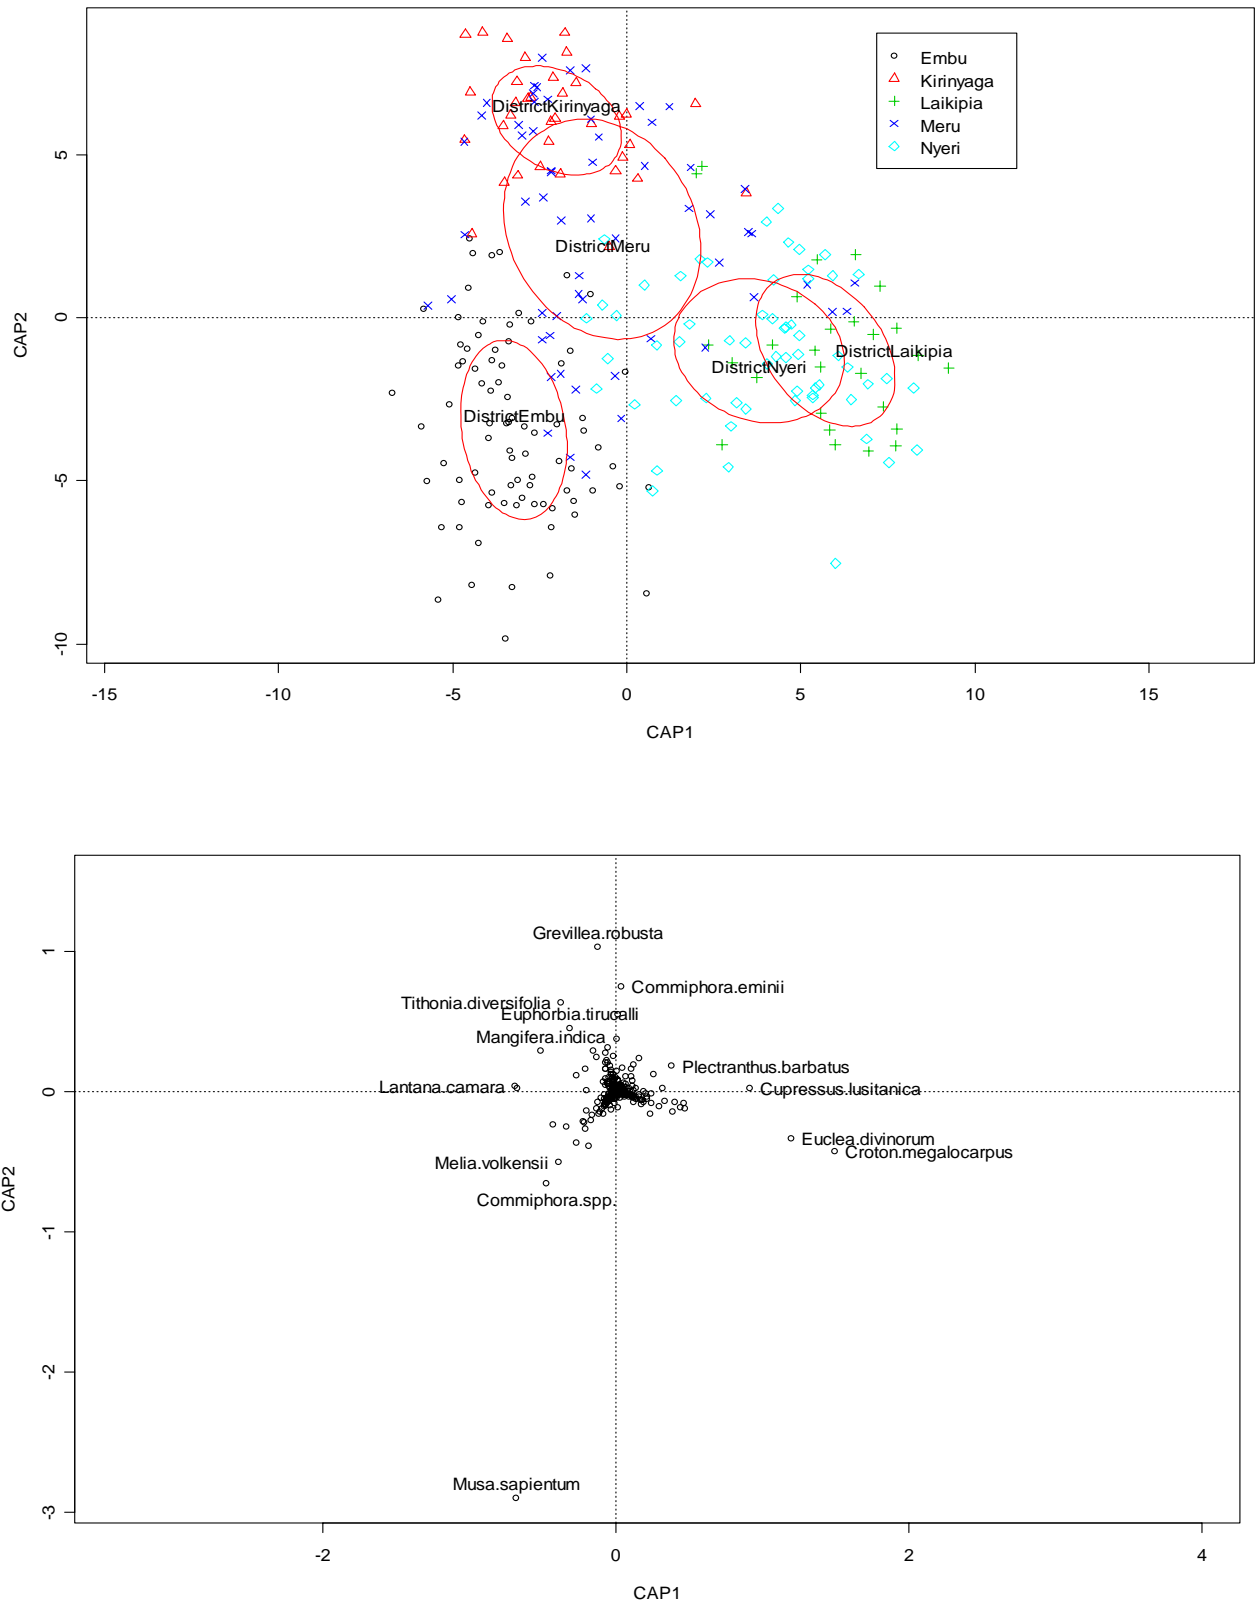 Embu
Kirinyaga
Laikipia
Meru
Nyeri
DistrictKirinyaga
DistrictMeru
DistrictLaikipia
DistrictNyeri
DistrictEmbu
5
0
-5
-10
CAP2
-15
-10
-5
0
5
10
15
CAP1
Grevillea.robusta
Commiphora.eminii
Tithonia.diversifolia
Euphorbia.tirucalli
Mangifera.indica
Plectranthus.barbatus
Lantana.camara
Cupressus.lusitanica
Euclea.divinorum
Croton.megalocarpus
Melia.volkensii
Commiphora.spp.
Musa.sapientum
1
0
-1
-2
-3
CAP2
-2
0
2
4
CAP1